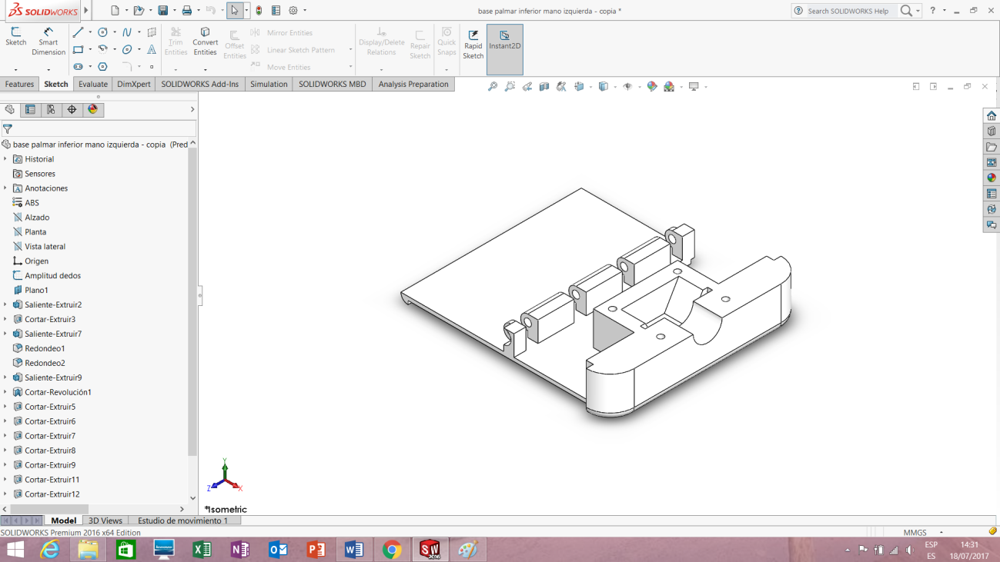 SOLIDWORKS
base palmar inferior mano izquierda - copia *
Search SOLIDWORKS Help
Sketch
Smart Dimension
Trim Entities
Convert Entities
Offset Entities
Mirror Entities
Linear Sketch Pattern
Move Entities
Display/Delete Relations
Repair Sketch
Quick Snaps
Rapid Sketch
Instant2D
Features
Sketch
Evaluate
DimXpert
SOLIDWORKS Add-Ins
Simulation
SOLIDWORKS MBD
Analysis Preparation
base palmar inferior mano izquierda - copia (Pred
Historial
Sensores
Anotaciones
ABS
Alzado
Planta
Vista lateral
Origen
Amplitud dedos
Plano1
Saliente-Extruir2
Cortar-Extruir3
Saliente-Extruir7
Redondeo1
Redondeo2
Saliente-Extruir9
Cortar-Revolución1
Cortar-Extruir5
Cortar-Extruir6
Cortar-Extruir7
Cortar-Extruir8
Cortar-Extruir9
Cortar-Extruir11
Cortar-Extruir12
Y
Z
X
*Isometric
Model
3D Views
Estudio de movimiento 1
SOLIDWORKS Premium 2016 x64 Edition
MMGS
SW
2016
ESP
ES
14:31
18/07/2017